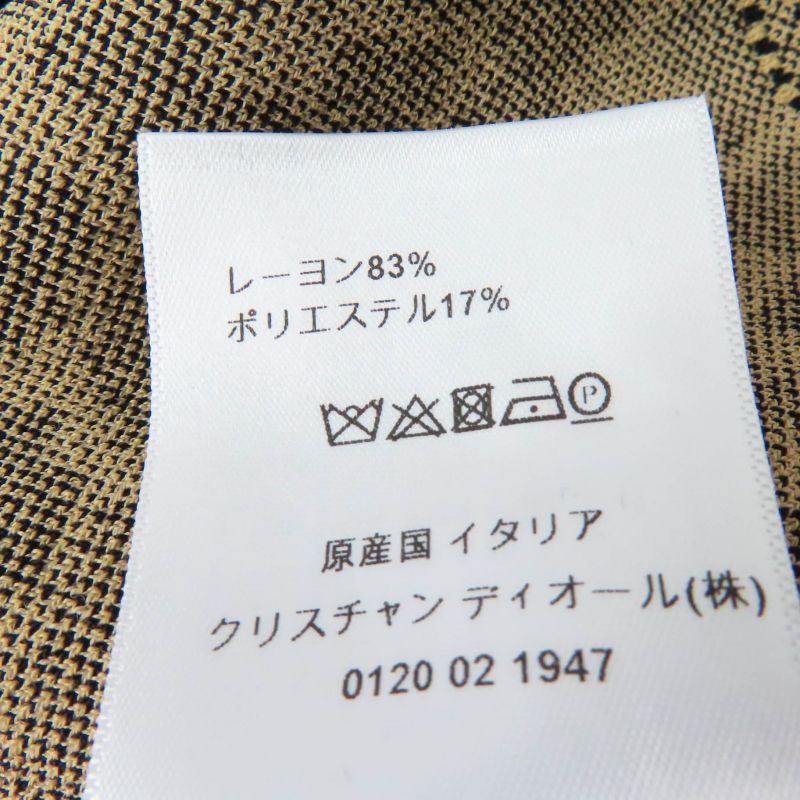 レーヨン83%
ポリエステル17%
P
原産国 イタリア
クリスチャン ディオール(株)
0120 02 1947